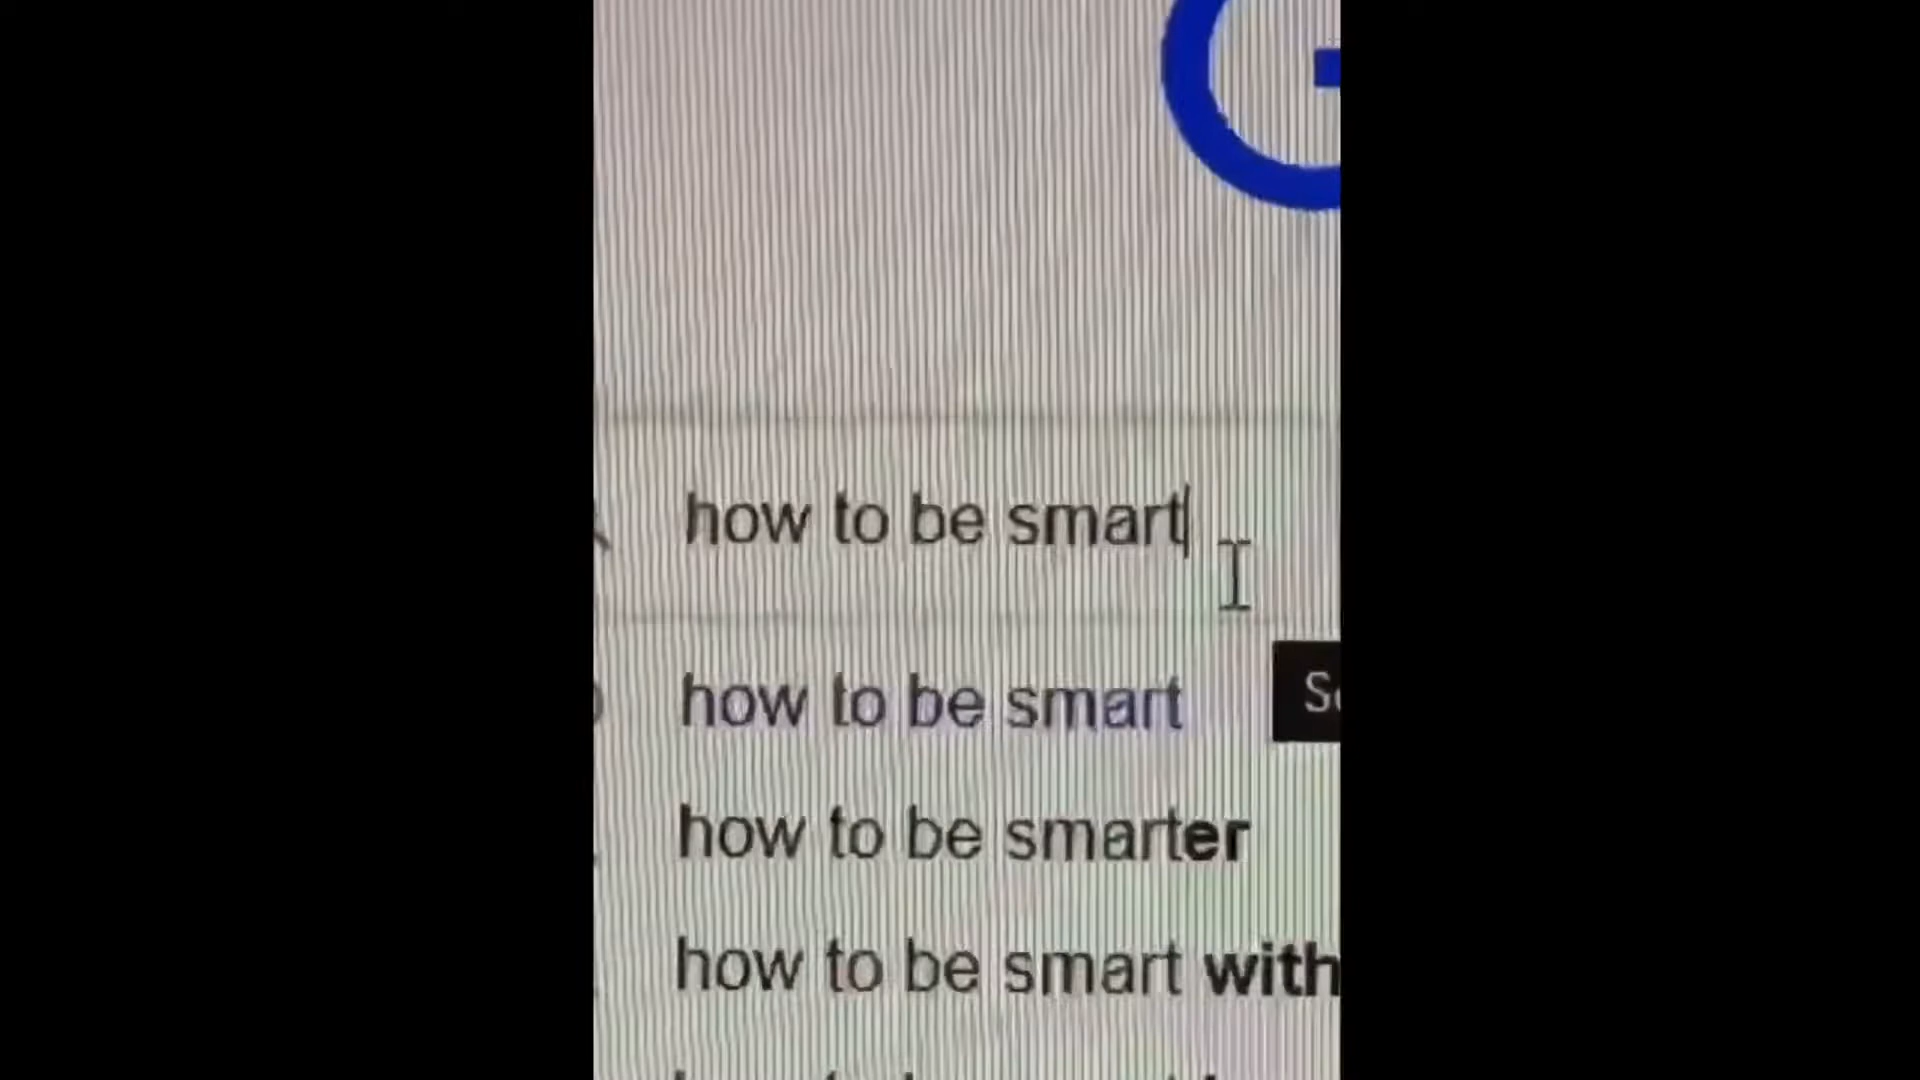 G
how to be smart
how to be smart
how to be smarter
how to be smart with